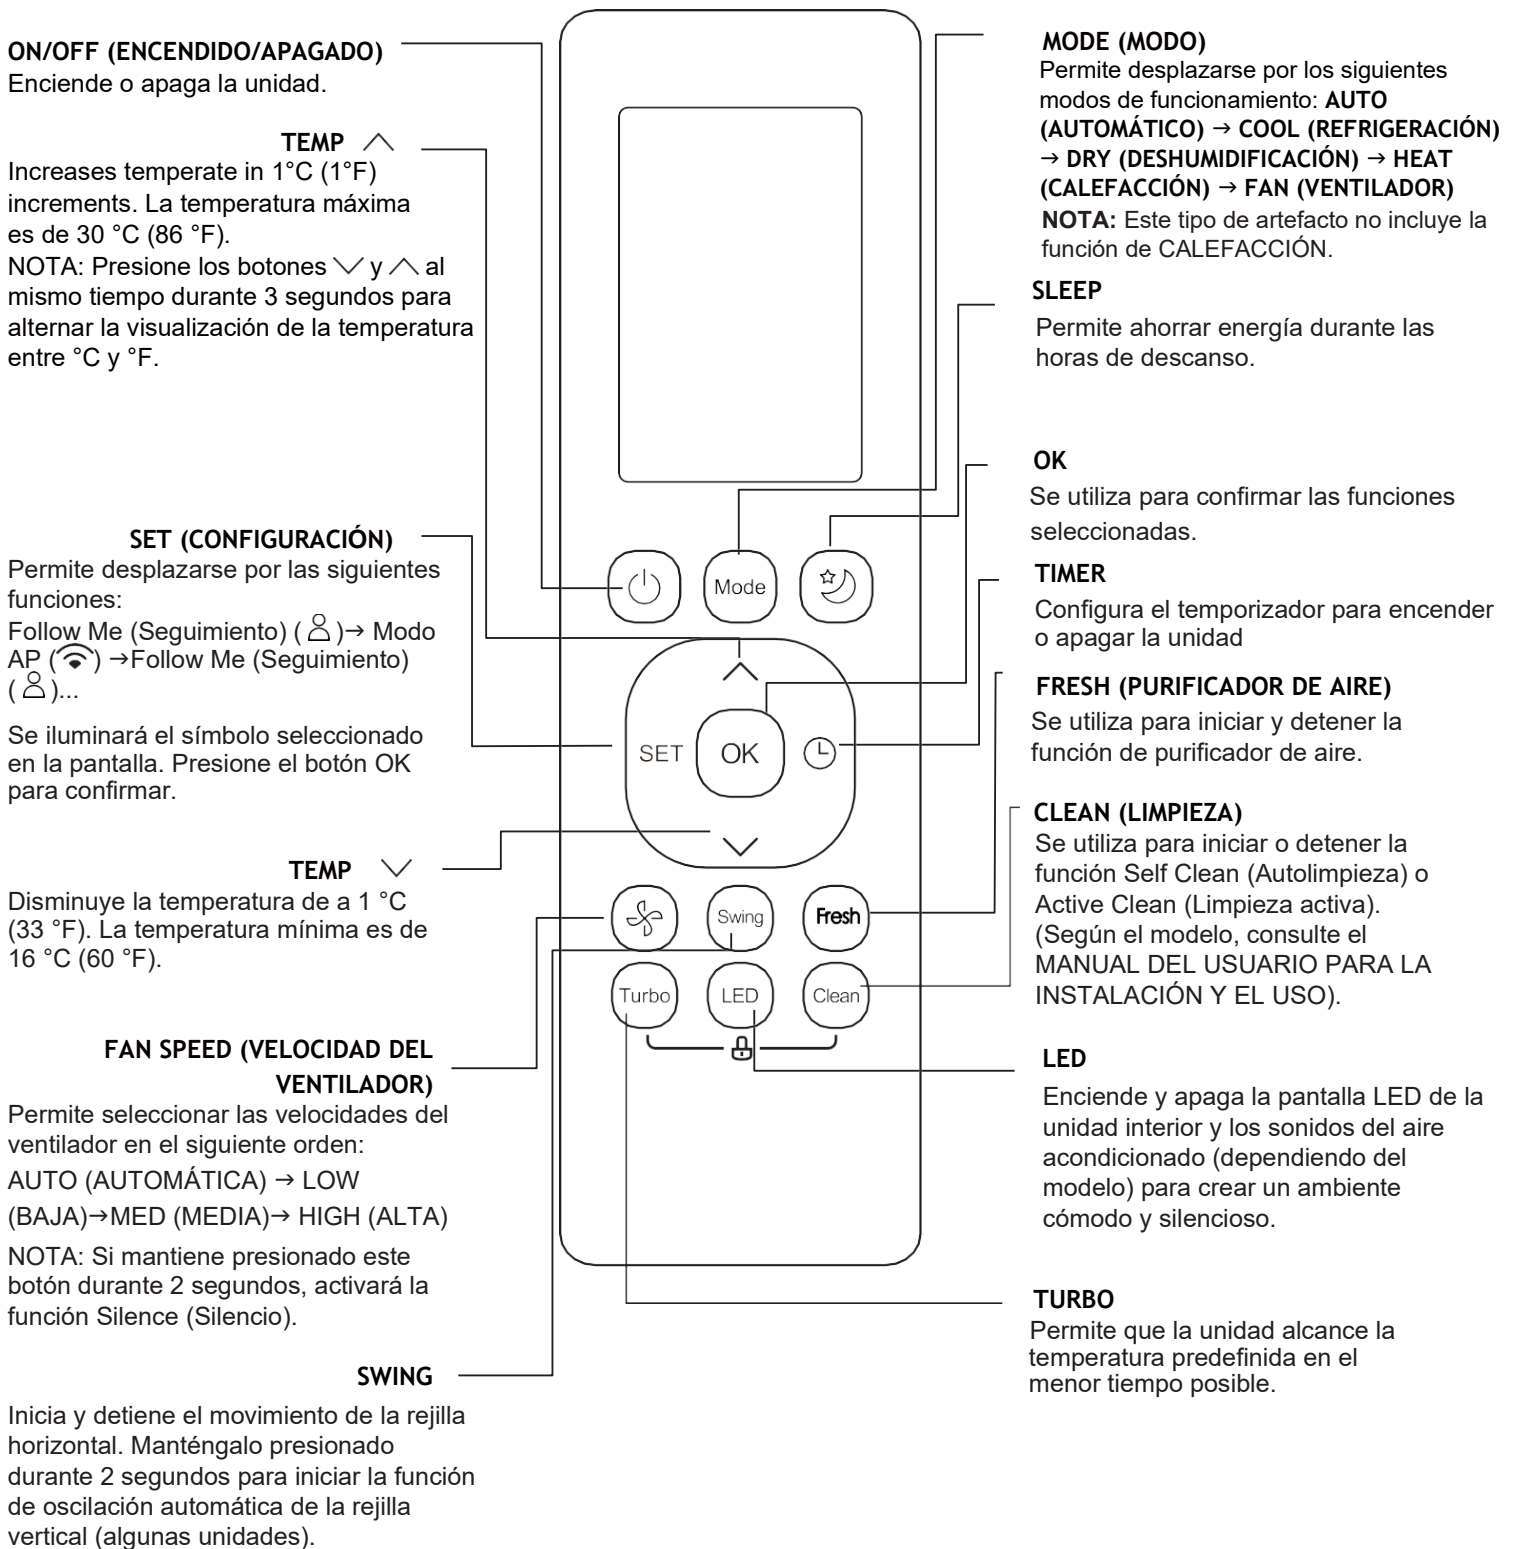 ON/OFF (ENCENDIDO/APAGADO)
Enciende o apaga la unidad.
TEMP
Increases temperate in 1°C (1°F)
increments. La temperatura máxima
es de 30 °C (86 °F).
NOTA: Presione los botones y al
mismo tiempo durante 3 segundos para
alternar la visualización de la temperatura
entre °C y °F.
SET (CONFIGURACIÓN)
Permite desplazarse por las siguientes
funciones:
Follow Me (Seguimiento) ( )→ Modo
AP ( ) →Follow Me (Seguimiento)
( )...
Se iluminará el símbolo seleccionado
en la pantalla. Presione el botón OK
para confirmar.
TEMP
Disminuye la temperatura de a 1 °C
(33 °F). La temperatura mínima es de
16 °C (60 °F).
FAN SPEED (VELOCIDAD DEL
VENTILADOR)
Permite seleccionar las velocidades del
ventilador en el siguiente orden:
AUTO (AUTOMÁTICA) → LOW
(BAJA)→MED (MEDIA)→ HIGH (ALTA)
NOTA: Si mantiene presionado este
botón durante 2 segundos, activará la
función Silence (Silencio).
SWING
Inicia y detiene el movimiento de la rejilla
horizontal. Manténgalo presionado
durante 2 segundos para iniciar la función
de oscilación automática de la rejilla
vertical (algunas unidades).
Mode
SET
OK
Swing
Fresh
Turbo
LED
Clean
MODE (MODO)
Permite desplazarse por los siguientes
modos de funcionamiento: AUTO
(AUTOMÁTICO) → COOL (REFRIGERACIÓN)
→ DRY (DESHUMIDIFICACIÓN) → HEAT
(CALEFACCIÓN) → FAN (VENTILADOR)
NOTA: Este tipo de artefacto no incluye la
función de CALEFACCIÓN.
SLEEP
Permite ahorrar energía durante las
horas de descanso.
OK
Se utiliza para confirmar las funciones
seleccionadas.
TIMER
Configura el temporizador para encender
o apagar la unidad
FRESH (PURIFICADOR DE AIRE)
Se utiliza para iniciar y detener la
función de purificador de aire.
CLEAN (LIMPIEZA)
Se utiliza para iniciar o detener la
función Self Clean (Autolimpieza) o
Active Clean (Limpieza activa).
(Según el modelo, consulte el
MANUAL DEL USUARIO PARA LA
INSTALACIÓN Y EL USO).
LED
Enciende y apaga la pantalla LED de la
unidad interior y los sonidos del aire
acondicionado (dependiendo del
modelo) para crear un ambiente
cómodo y silencioso.
TURBO
Permite que la unidad alcance la
temperatura predefinida en el
menor tiempo posible.